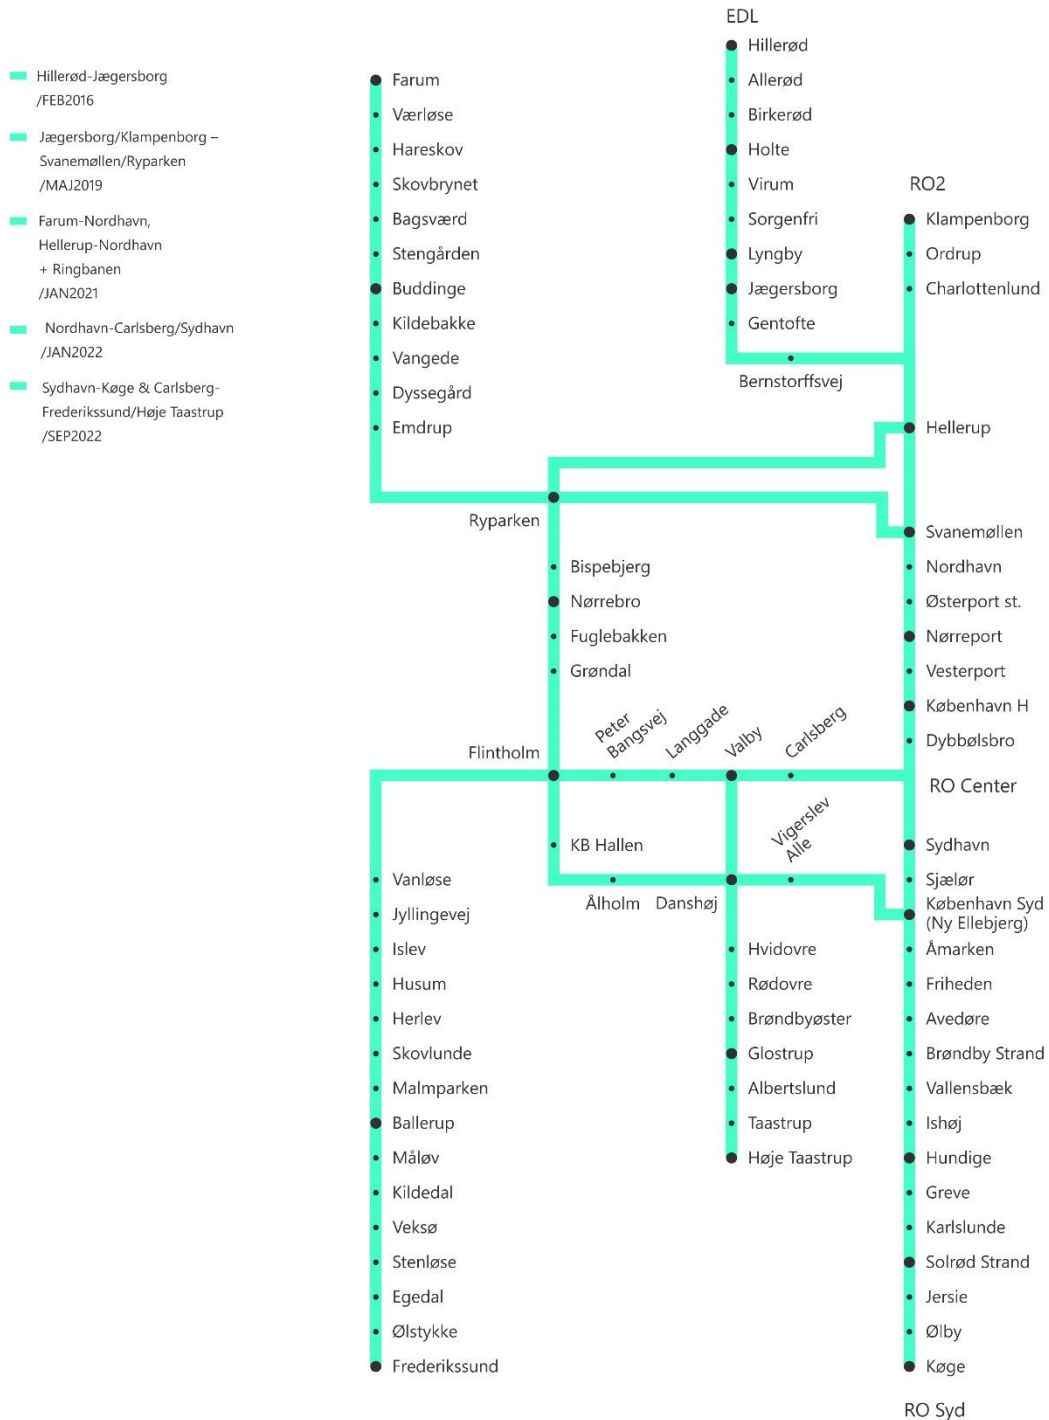 Hillerød-Jægersborg
/FEB2016
Jægersborg/Klampenborg –
Svanemøllen/Ryparken
/MAJ2019
Farum-Nordhavn,
Hellerup-Nordhavn
+ Ringbanen
/JAN2021
Nordhavn-Carlsberg/Sydhavn
/JAN2022
Sydhavn-Køge & Carlsberg-
Frederikssund/Høje Taastrup
/SEP2022
Farum
Værløse
Hareskov
Skovbrynet
Bagsværd
Stengården
Buddinge
Kildebakke
Vangede
Dyssegård
Emdrup
EDL
Hillerød
Allerød
Birkerød
Holte
Virum
Sorgenfri
Lyngby
Jægersborg
Gentofte
Bernstorffsvej
RO2
Klampenborg
Ordrup
Charlottenlund
Hellerup
Ryparken
Svanemøllen
Nordhavn
Østerport st.
Nørreport
Vesterport
København H
Dybbølsbro
RO Center
Bispebjerg
Nørrebro
Fuglebakken
Grøndal
Flintholm
Peter
Bangsvej
Langgade
Valby
Carlsberg
KB Hallen
Ålholm
Danshøj
Vigerslev
Alle
Sydhavn
Sjælør
København Syd
(Ny Ellebjerg)
Åmarken
Friheden
Avedøre
Brøndby Strand
Vallensbæk
Ishøj
Hundige
Greve
Karlslunde
Solrød Strand
Jersie
Ølby
Køge
RO Syd
Vanløse
Jyllingevej
Islev
Husum
Herlev
Skovlunde
Malmparken
Ballerup
Måløv
Kildedal
Veksø
Stenløse
Egedal
Ølstykke
Frederikssund
Hvidovre
Rødovre
Brøndbyøster
Glostrup
Albertslund
Taastrup
Høje Taastrup